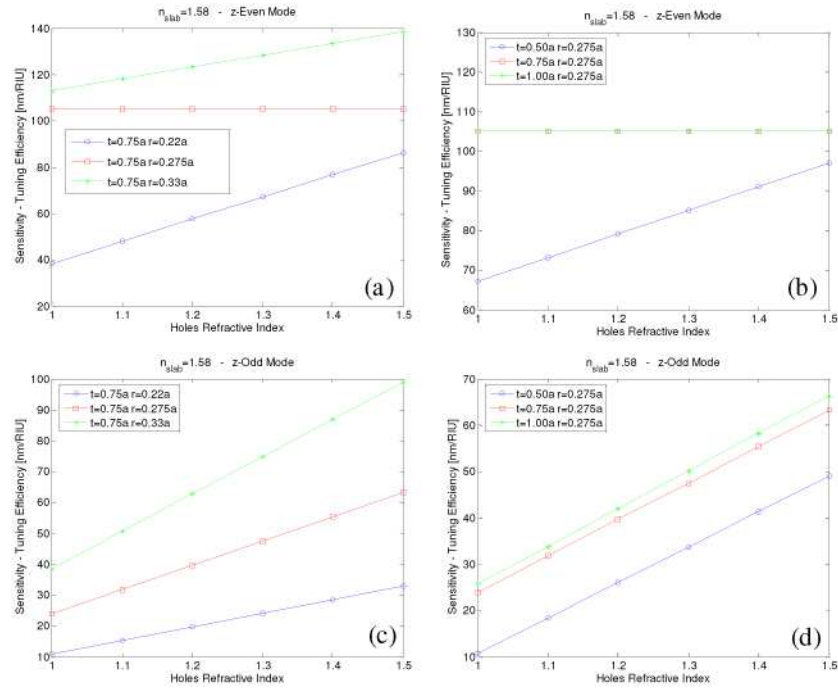 n_slab=1.58 - z-Even Mode
140
120
100
80
60
40
20
Sensitivity - Tuning Efficiency [nm/RIU]
t=0.75a r=0.22a
t=0.75a r=0.275a
t=0.75a r=0.33a
(a)
1 1.1 1.2 1.3 1.4 1.5
Holes Refractive Index
n_slab=1.58 - z-Even Mode
130
120
110
100
90
80
70
60
Sensitivity - Tuning Efficiency [nm/RIU]
t=0.50a r=0.275a
t=0.75a r=0.275a
t=1.00a r=0.275a
(b)
1 1.1 1.2 1.3 1.4 1.5
Holes Refractive Index
n_slab=1.58 - z-Odd Mode
100
90
80
70
60
50
40
30
20
10
Sensitivity - Tuning Efficiency [nm/RIU]
t=0.75a r=0.22a
t=0.75a r=0.275a
t=0.75a r=0.33a
(c)
1 1.1 1.2 1.3 1.4 1.5
Holes Refractive Index
n_slab=1.58 - z-Odd Mode
70
60
50
40
30
20
10
Sensitivity - Tuning Efficiency [nm/RIU]
t=0.50a r=0.275a
t=0.75a r=0.275a
t=1.00a r=0.275a
(d)
1 1.1 1.2 1.3 1.4 1.5
Holes Refractive Index